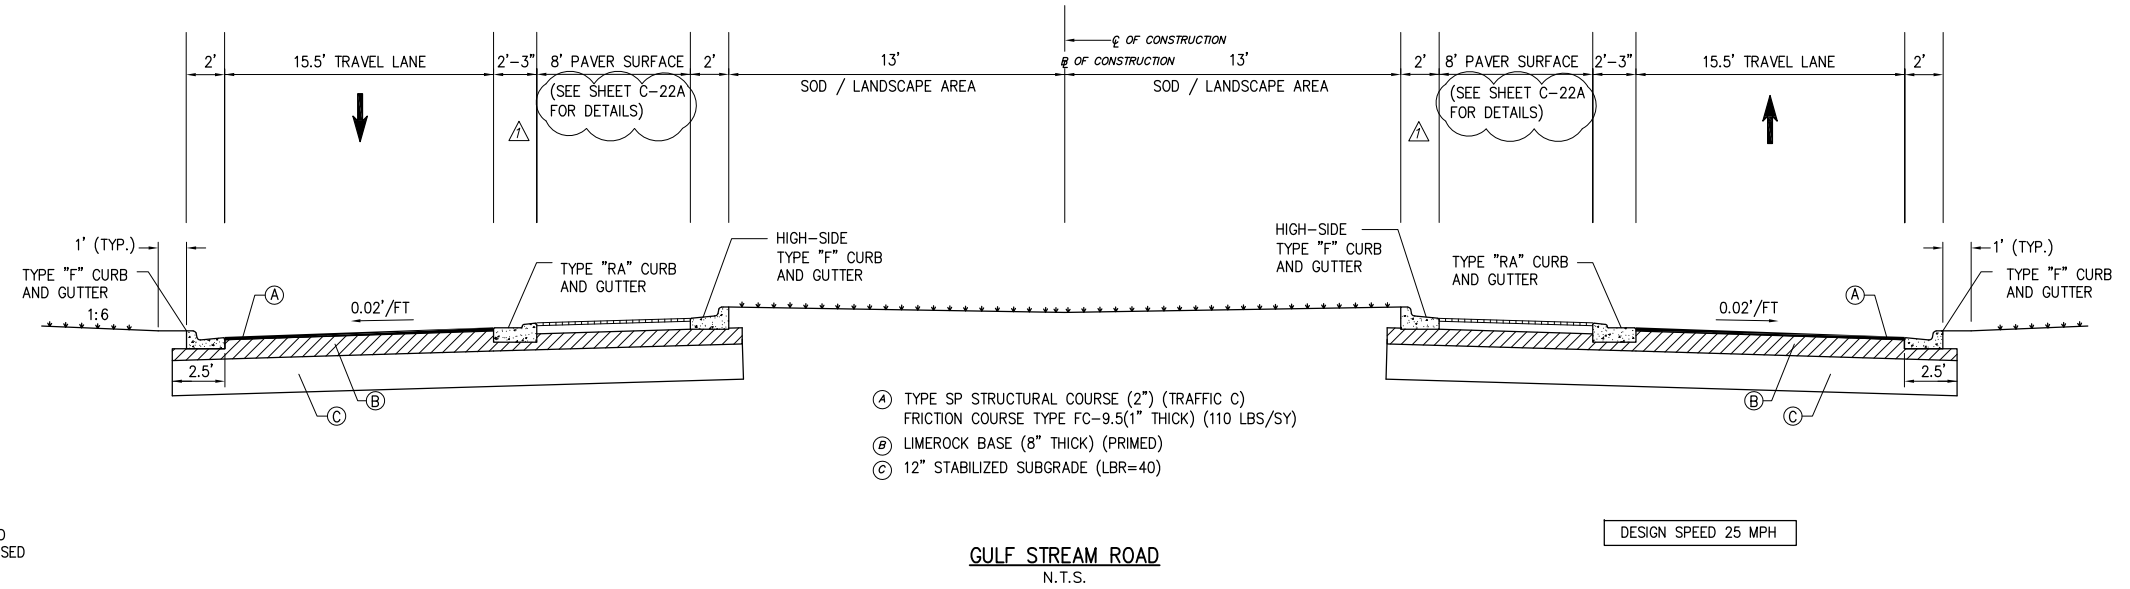 ℄ OF CONSTRUCTION
2' 15.5' TRAVEL LANE 2'-3" 8' PAVER SURFACE 2' 13' OF CONSTRUCTION 13' 2' 8' PAVER SURFACE 2'-3" 15.5' TRAVEL LANE 2'
SOD / LANDSCAPE AREA
SOD / LANDSCAPE AREA
(SEE SHEET C-22A
FOR DETAILS)
(SEE SHEET C-22A
FOR DETAILS)
1
1
1' (TYP.)
TYPE "F" CURB
AND GUTTER
1:6
A
0.02'/FT
TYPE "RA" CURB
AND GUTTER
HIGH-SIDE
TYPE "F" CURB
AND GUTTER
HIGH-SIDE
TYPE "F" CURB
AND GUTTER
TYPE "RA" CURB
AND GUTTER
0.02'/FT
A
1' (TYP.)
TYPE "F" CURB
AND GUTTER
2.5'
B
C
2.5'
B
C
A TYPE SP STRUCTURAL COURSE (2") (TRAFFIC C)
FRICTION COURSE TYPE FC-9.5(1" THICK) (110 LBS/SY)
B LIMEROCK BASE (8" THICK) (PRIMED)
C 12" STABILIZED SUBGRADE (LBR=40)
SED
DESIGN SPEED 25 MPH
GULF STREAM ROAD
N.T.S.